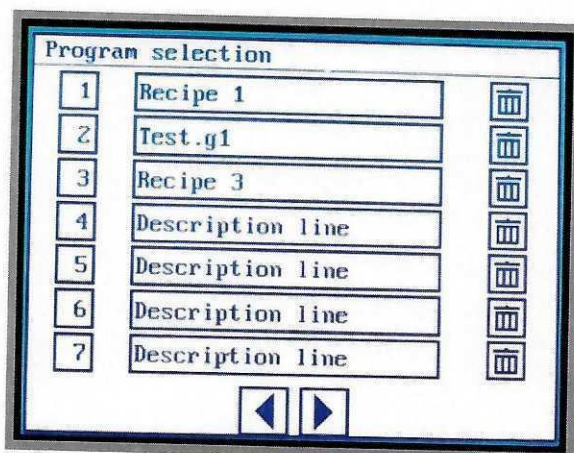 Program selection
1 Recipe 1
2 Test.g1
3 Recipe 3
4 Description line
5 Description line
6 Description line
7 Description line